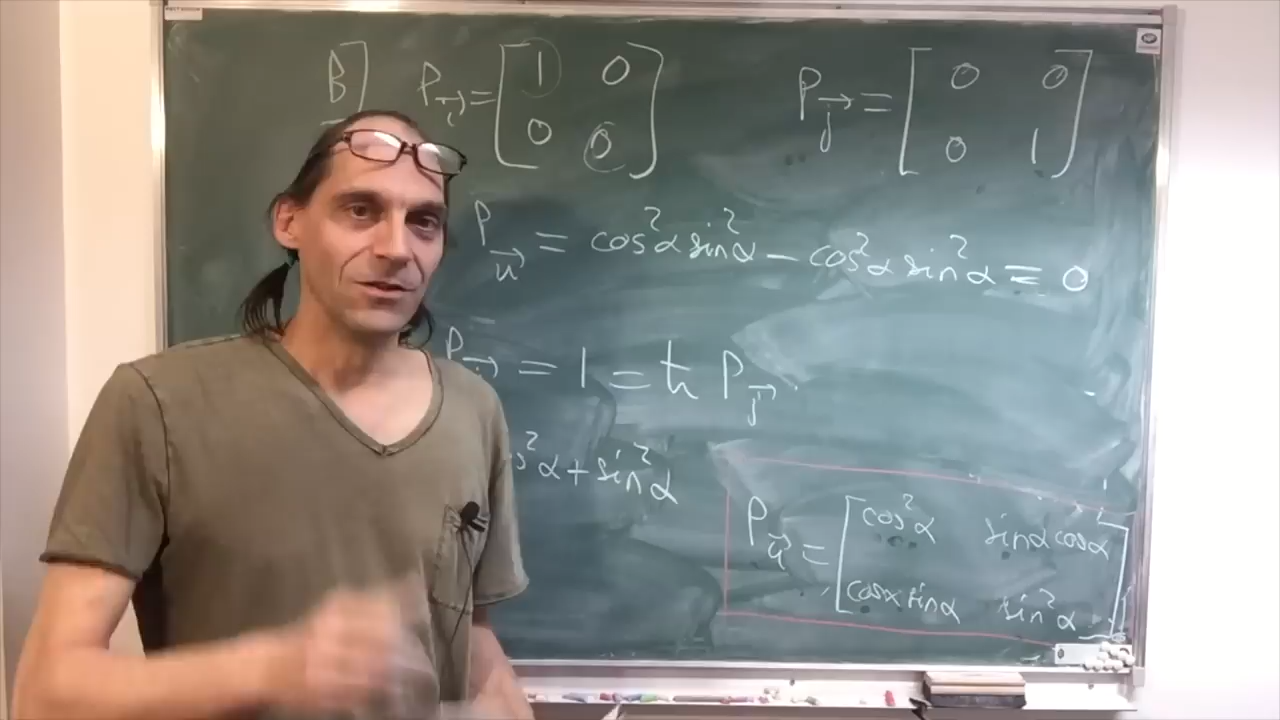 B] P_i⃗ = [1 0; 0 0] P_j⃗ = [0 0; 0 1]
P_u⃗ = cos²α sin²α − cos²α sin²α = 0
P = 1 = tr P_j⃗
s²α + sin²α
P_u⃗ = [cos²α sinα cosα; cosα sinα sin²α]